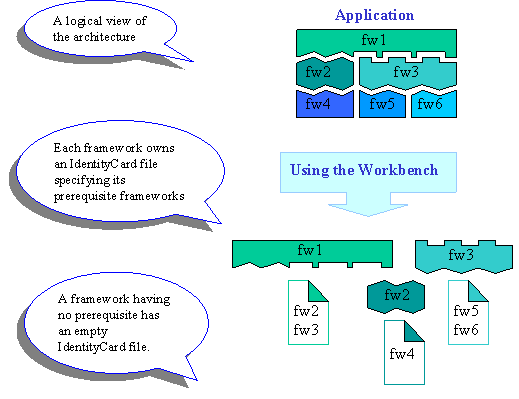 A logical view of
the architecture
Application
fw1
fw2
fw3
fw4
fw5
fw6
Each framework owns
an IdentityCard file
specifying its
prerequisite frameworks
Using the Workbench
fw1
fw3
fw2
fw2
fw3
fw5
fw6
fw4
A framework having
no prerequisite has
an empty
IdentityCard file.